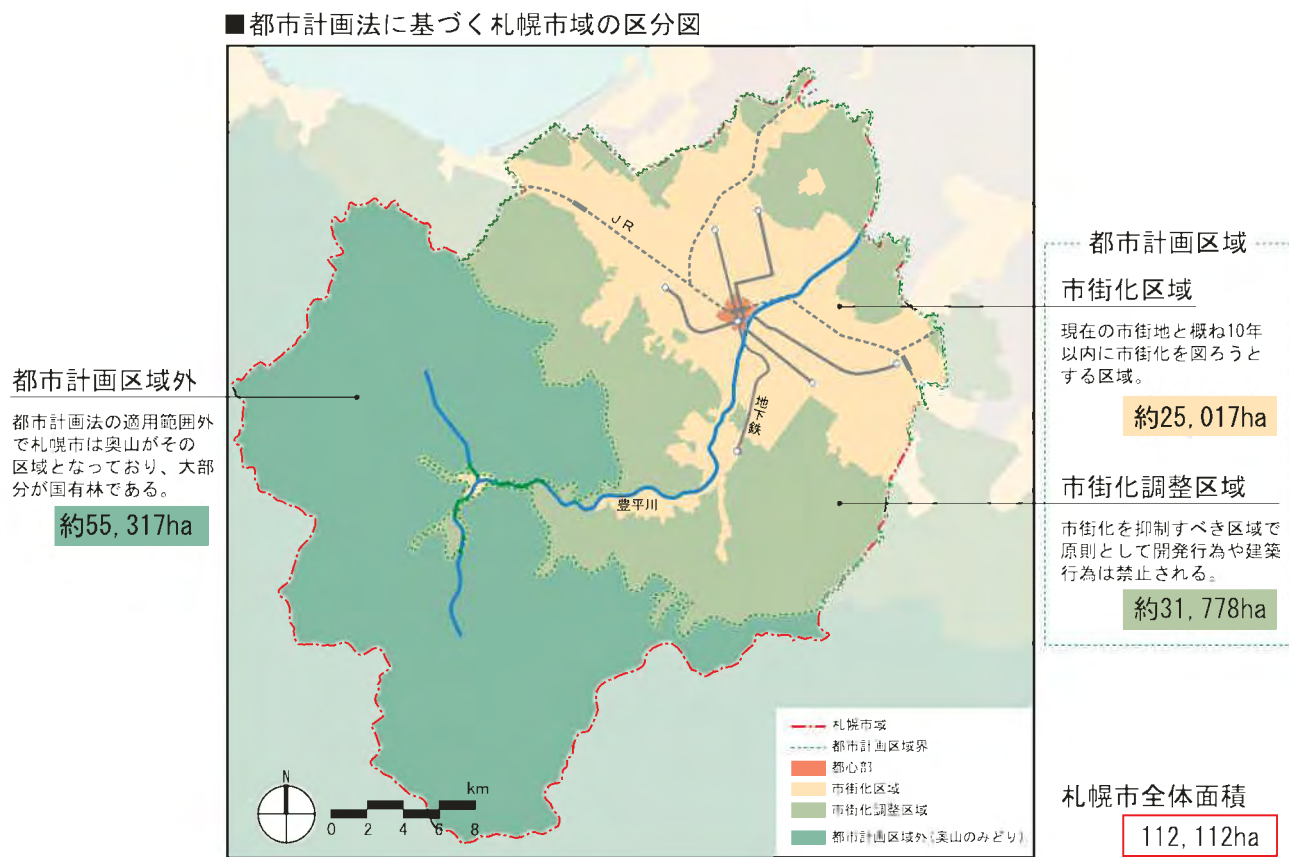 ■都市計画法に基づく札幌市域の区分図
都市計画区域外
都市計画法の適用範囲外
で札幌市は奥山がその
区域となっており、大部
分が国有林である。
約55,317ha
JR
地下鉄
豊平川
N
km
0 2 4 6 8
札幌市域
都市計画区域界
都心部
市街化区域
市街化調整区域
都市計画区域外(奥山のみどり)
都市計画区域
市街化区域
現在の市街地と概ね10年
以内に市街化を図ろうと
する区域。
約25,017ha
市街化調整区域
市街化を抑制すべき区域で
原則として開発行為や建築
行為は禁止される。
約31,778ha
札幌市全体面積
112,112ha